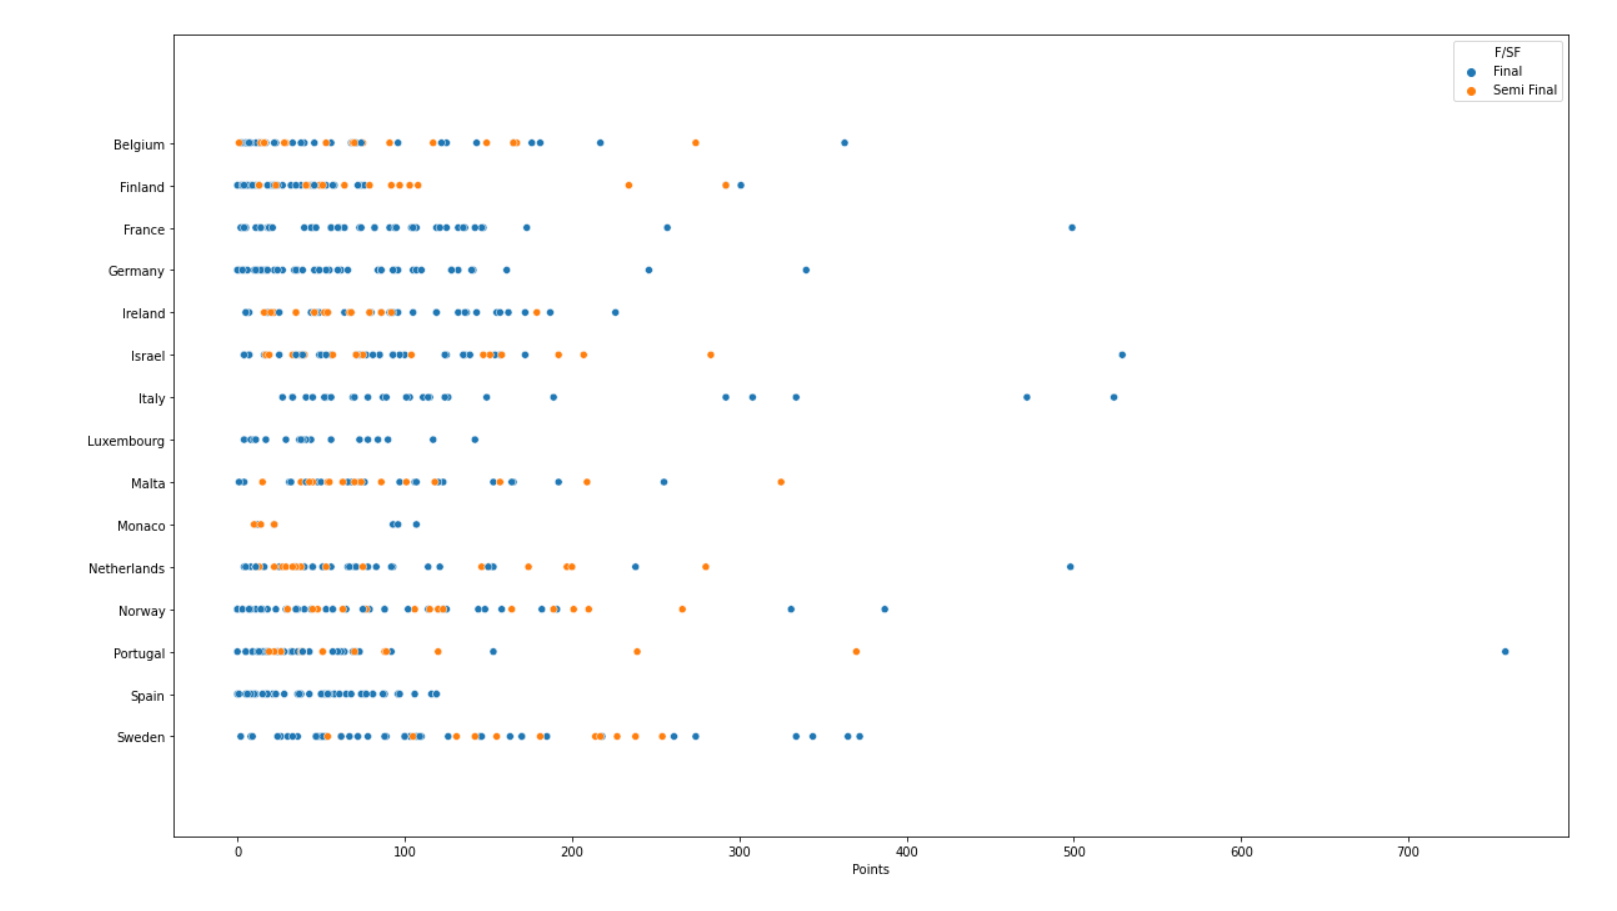 F/SF
Final
Semi Final
Belgium
Finland
France
Germany
Ireland
Israel
Italy
Luxembourg
Malta
Monaco
Netherlands
Norway
Portugal
Spain
Sweden
0 100 200 300 400 500 600 700
Points